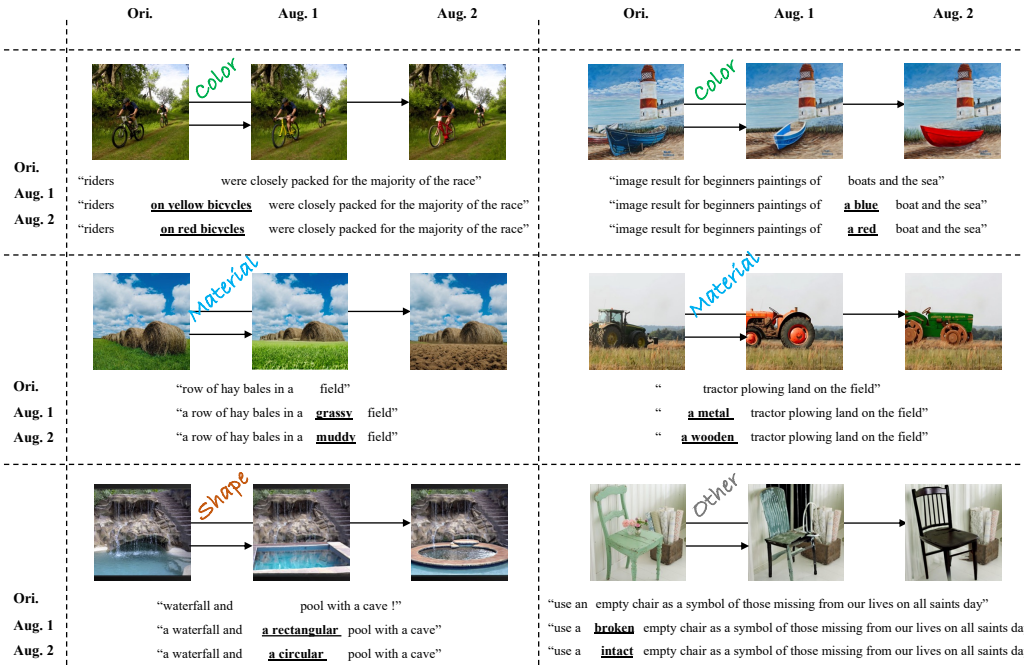 Ori. Aug. 1 Aug. 2 Ori. Aug. 1 Aug. 2
Color
Ori.
Aug. 1
Aug. 2
“riders were closely packed for the majority of the race”
“riders on yellow bicycles were closely packed for the majority of the race”
“riders on red bicycles were closely packed for the majority of the race”
Color
“image result for beginners paintings of boats and the sea”
“image result for beginners paintings of a blue boat and the sea”
“image result for beginners paintings of a red boat and the sea”
Material
Ori.
Aug. 1
Aug. 2
“row of hay bales in a field”
“a row of hay bales in a grassy field”
“a row of hay bales in a muddy field”
Material
“ tractor plowing land on the field”
“ a metal tractor plowing land on the field”
“ a wooden tractor plowing land on the field”
Shape
Ori.
Aug. 1
Aug. 2
“waterfall and pool with a cave !”
“a waterfall and a rectangular pool with a cave”
“a waterfall and a circular pool with a cave”
Other
“use an empty chair as a symbol of those missing from our lives on all saints day”
“use a broken empty chair as a symbol of those missing from our lives on all saints da
“use a intact empty chair as a symbol of those missing from our lives on all saints da